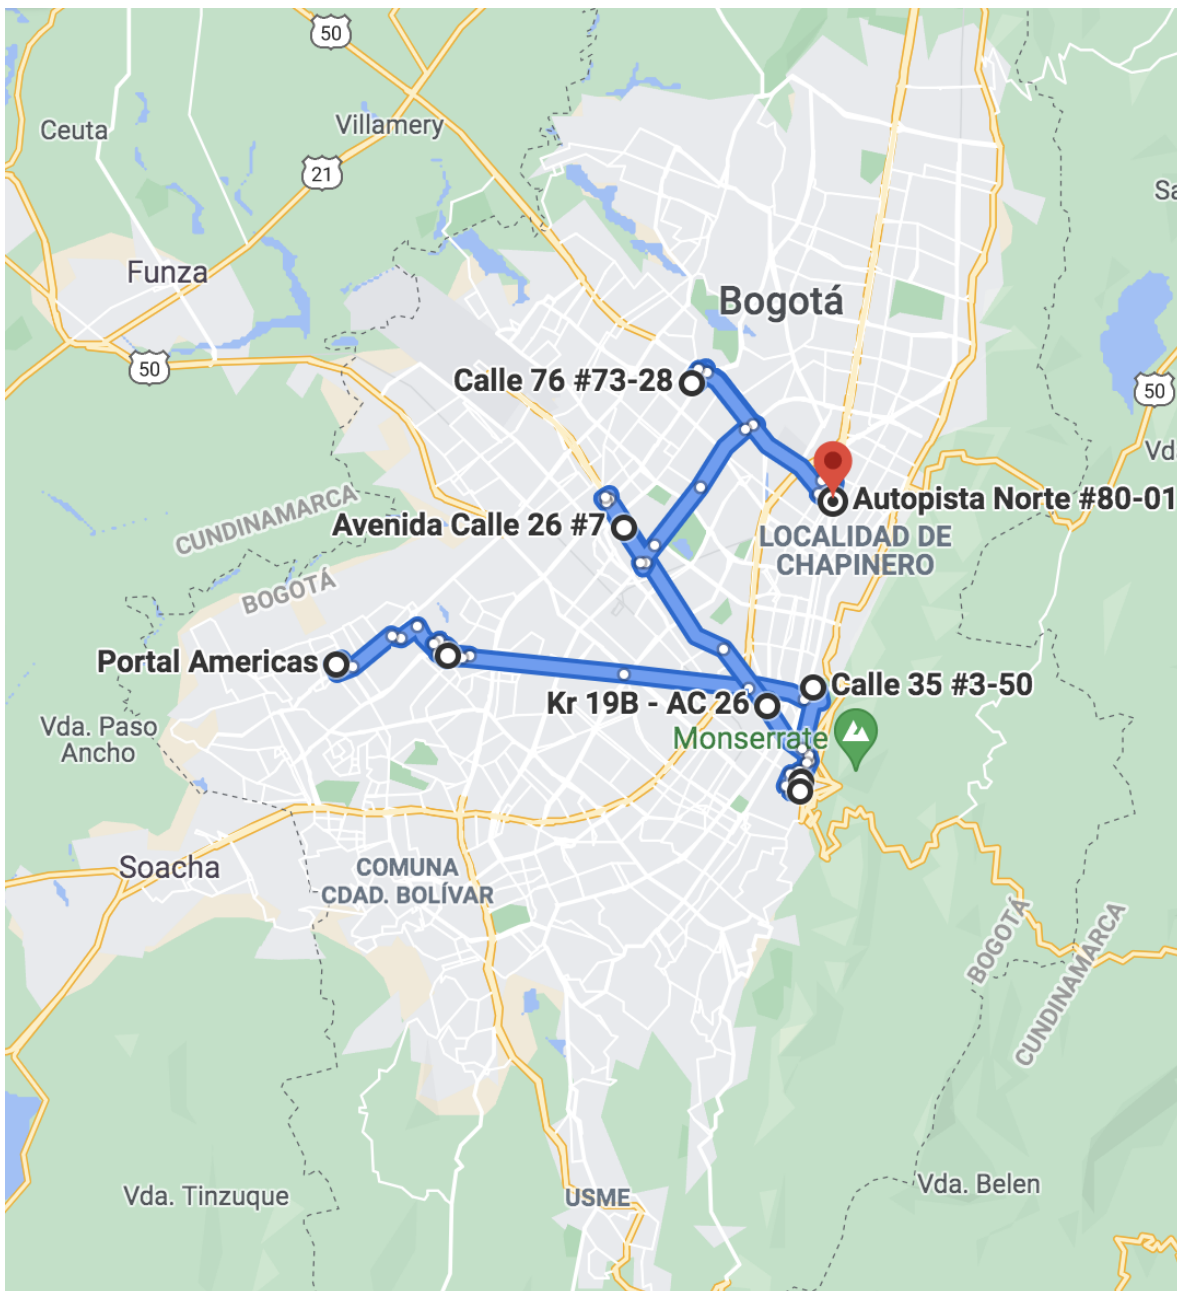 50
Ceuta
Villamery
21
Sa
Funza
Bogotá
50
Calle 76 #73-28
50
Vd
CUNDINAMARCA
Avenida Calle 26 #7
Autopista Norte #80-01
LOCALIDAD DE
CHAPINERO
BOGOTÁ
Portal Americas
Calle 35 #3-50
Kr 19B - AC 26
Vda. Paso
Ancho
Monserrate
Soacha
COMUNA
CDAD. BOLÍVAR
BOGOTÁ
CUNDINAMARCA
Vda. Tinzuque
USME
Vda. Belen